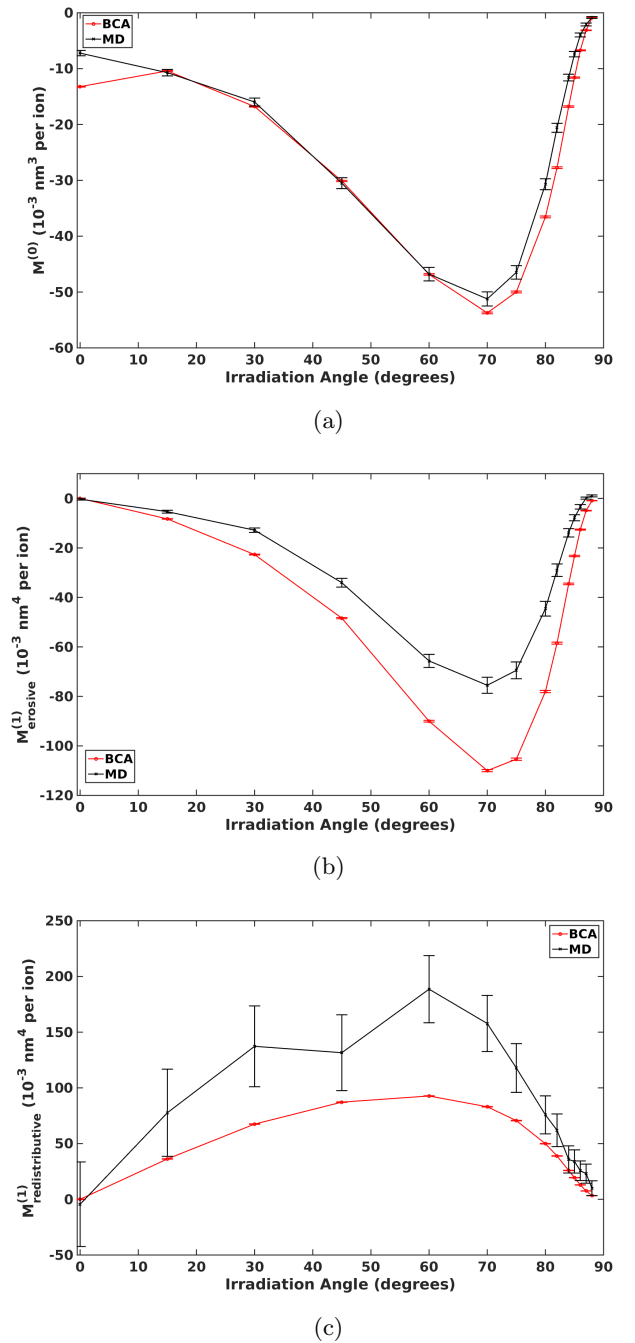 0
-10
-20
-30
-40
-50
-60
M(0) (10-3 nm3 per ion)
BCA
MD
0 10 20 30 40 50 60 70 80 90
Irradiation Angle (degrees)
(a)
0
-20
-40
-60
-80
-100
-120
M(1)erosive (10-3 nm4 per ion)
BCA
MD
0 10 20 30 40 50 60 70 80 90
Irradiation Angle (degrees)
(b)
250
200
150
100
50
0
-50
M(1)redistributive (10-3 nm4 per ion)
BCA
MD
0 10 20 30 40 50 60 70 80 90
Irradiation Angle (degrees)
(c)